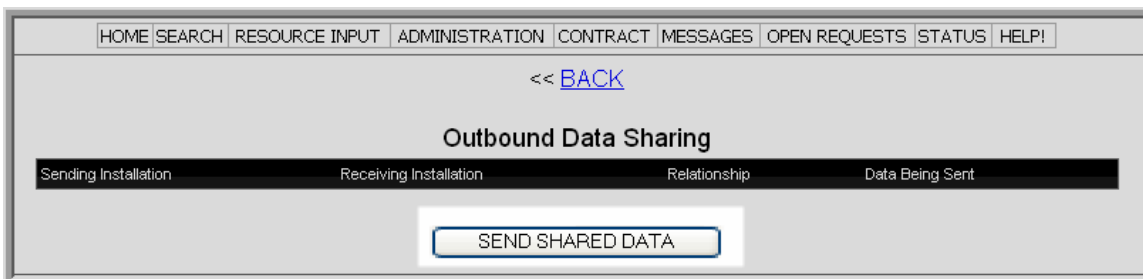 HOME SEARCH RESOURCE INPUT ADMINISTRATION CONTRACT MESSAGES OPEN REQUESTS STATUS HELP!
<< BACK
Outbound Data Sharing
Sending Installation Receiving Installation Relationship Data Being Sent
SEND SHARED DATA